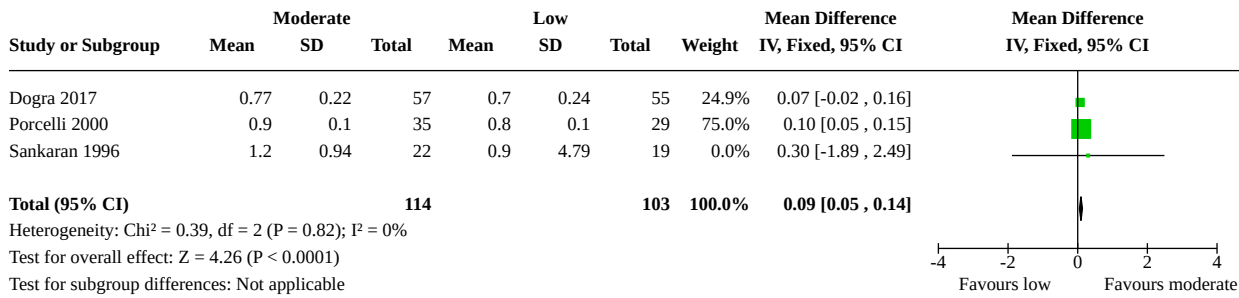 Moderate Low Mean Difference Mean Difference
Study or Subgroup Mean SD Total Mean SD Total Weight IV, Fixed, 95% CI IV, Fixed, 95% CI
Dogra 2017 0.77 0.22 57 0.7 0.24 55 24.9% 0.07 [-0.02 , 0.16]
Porcelli 2000 0.9 0.1 35 0.8 0.1 29 75.0% 0.10 [0.05 , 0.15]
Sankaran 1996 1.2 0.94 22 0.9 4.79 19 0.0% 0.30 [-1.89 , 2.49]
Total (95% CI) 114 103 100.0% 0.09 [0.05 , 0.14]
Heterogeneity: Chi² = 0.39, df = 2 (P = 0.82); I² = 0%
Test for overall effect: Z = 4.26 (P < 0.0001)
-4 -2 0 2 4
Test for subgroup differences: Not applicable Favours low Favours moderate